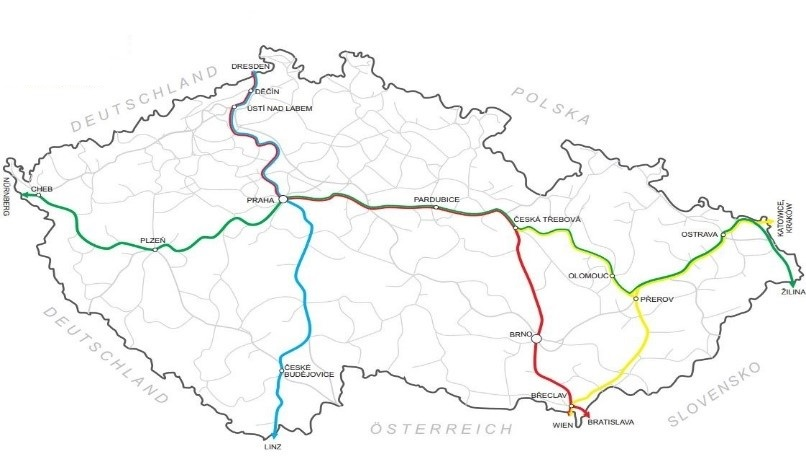 DRESDEN
DEUTSCHLAND
DĚČÍN
POLSKA
ÚSTÍ NAD LABEM
CHEB
NÜRNBERG
PRAHA
PARDUBICE
KATOWICE,
KRAKÓW
ČESKÁ TŘEBOVÁ
OSTRAVA
PLZEŇ
OLOMOUC
ŽILINA
PŘEROV
DEUTSCHLAND
BRNO
ČESKÉ
BUDĚJOVICE
SLOVENSKO
BŘECLAV
WIEN
BRATISLAVA
ÖSTERREICH
LINZ